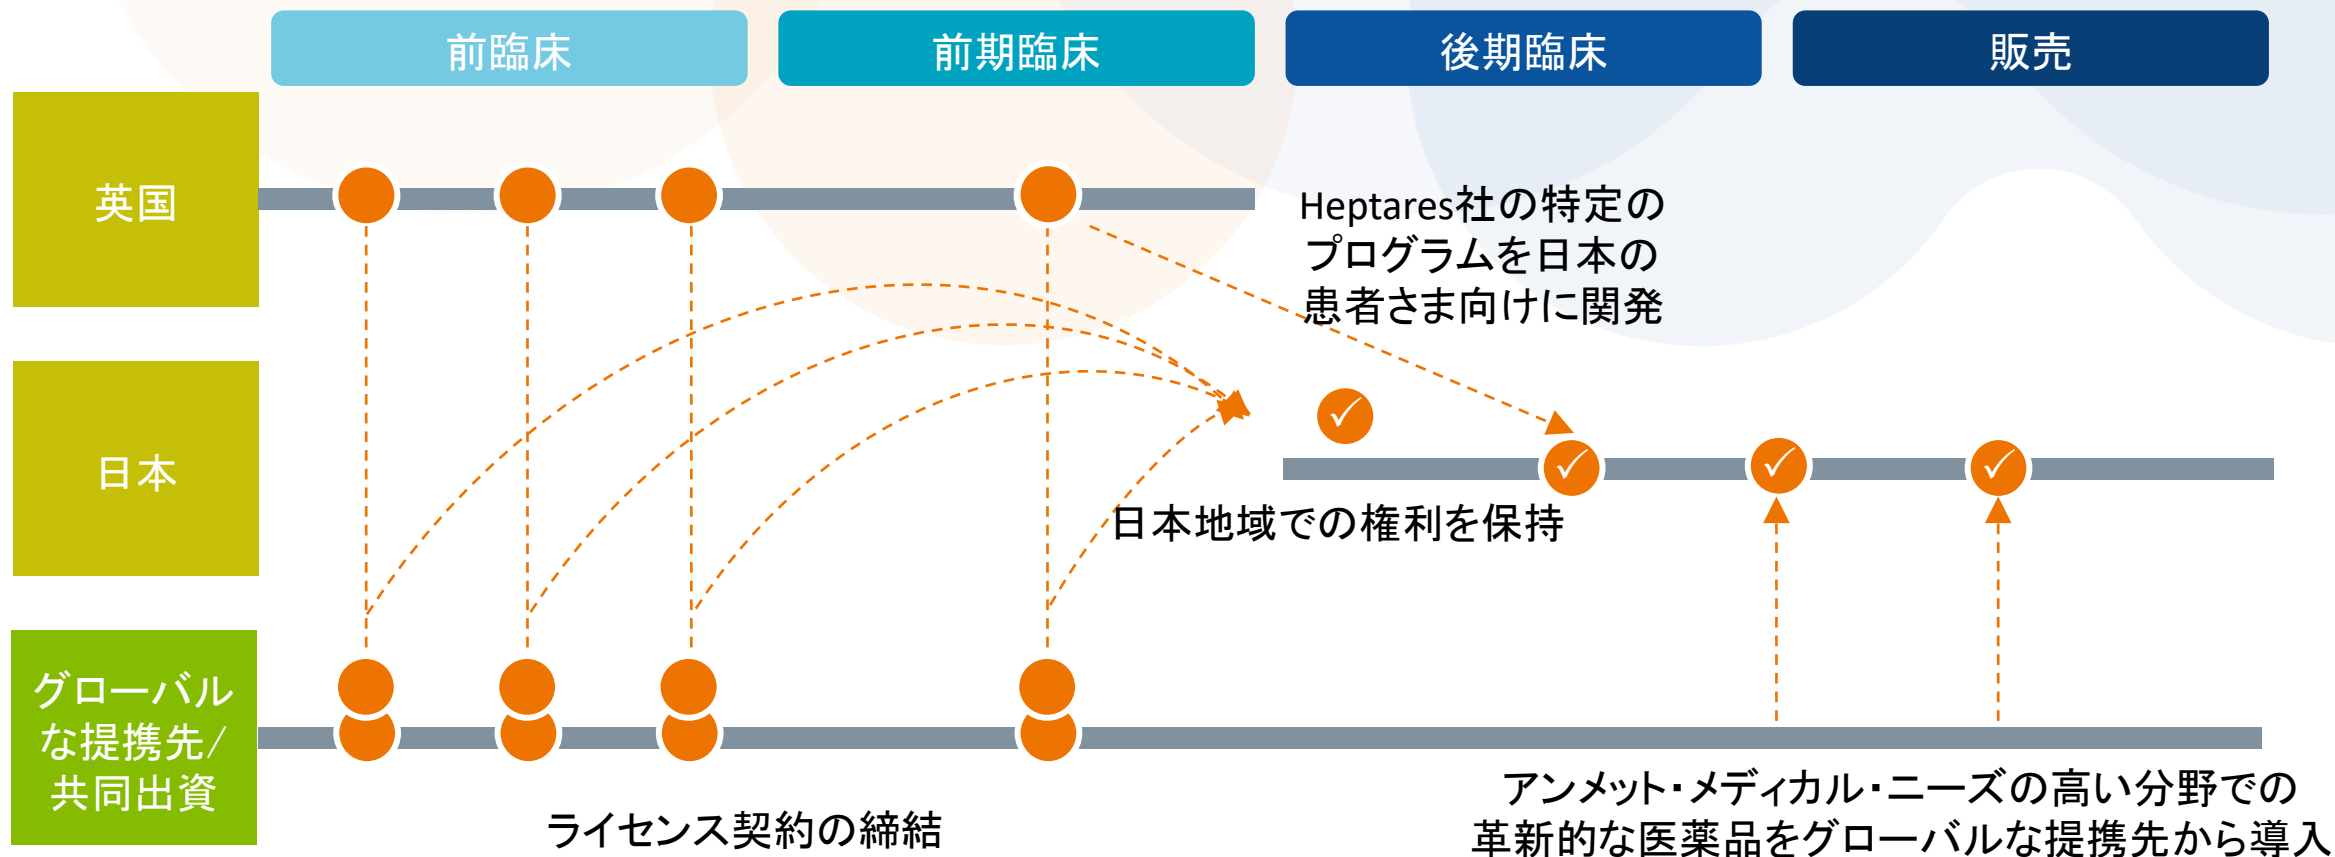 前臨床
前期臨床
後期臨床
販売
英国
Heptares社の特定の
プログラムを日本の
患者さま向けに開発
日本
日本地域での権利を保持
グローバル
な提携先/
共同出資
ライセンス契約の締結
アンメット・メディカル・ニーズの高い分野での
革新的な医薬品をグローバルな提携先から導入